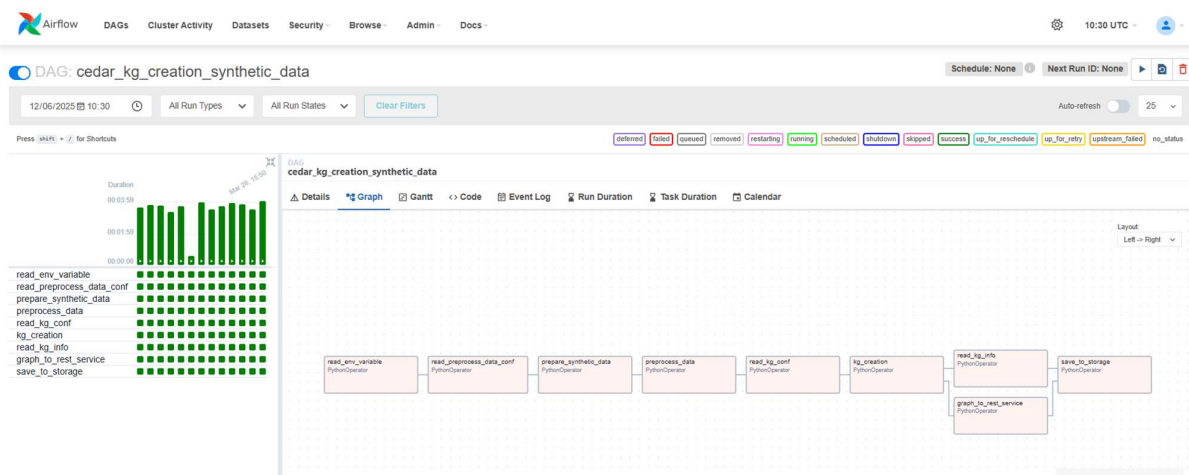 Airflow DAGs Cluster Activity Datasets Security Browse Admin Docs 10:30 UTC
DAG: cedar_kg_creation_synthetic_data Schedule: None Next Run ID: None
12/06/2025 10:30 All Run Types All Run States Clear Filters Auto-refresh 25
Press shift + / for Shortcuts deferred failed queued removed restarting running scheduled shutdown skipped success up_for_reschedule up_for_retry upstream_failed no_status
DAG
cedar_kg_creation_synthetic_data
Details Graph Gantt Code Event Log Run Duration Task Duration Calendar
Duration
Mar 28, 15:50
00:03:59
00:01:59
00:00:00
read_env_variable
read_preprocess_data_conf
prepare_synthetic_data
preprocess_data
read_kg_conf
kg_creation
read_kg_info
graph_to_rest_service
save_to_storage
Layout:
Left -> Right
read_env_variable
PythonOperator
read_preprocess_data_conf
PythonOperator
prepare_synthetic_data
PythonOperator
preprocess_data
PythonOperator
read_kg_conf
PythonOperator
kg_creation
PythonOperator
read_kg_info
PythonOperator
graph_to_rest_service
PythonOperator
save_to_storage
PythonOperator